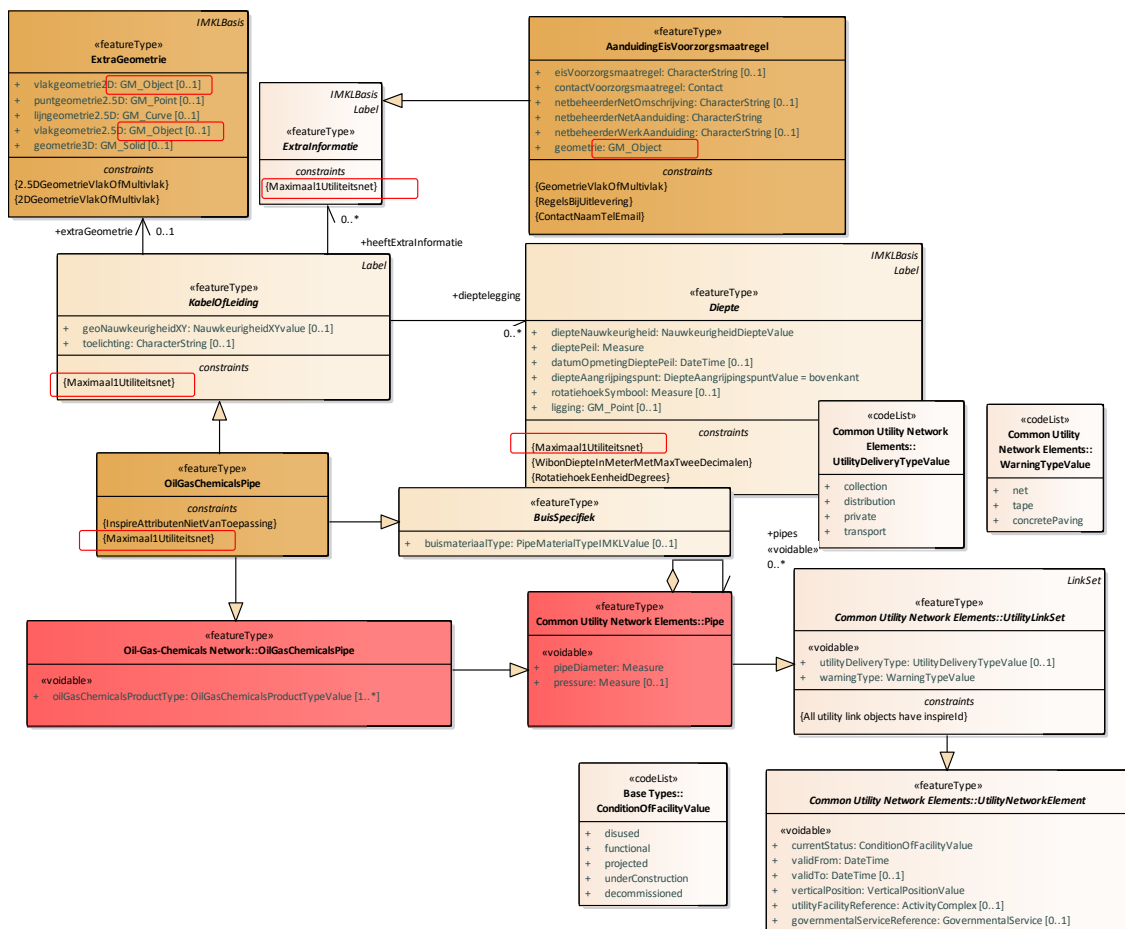 IMKLBasis
«featureType»
ExtraGeometrie
+ vlakgeometrie2D: GM_Object [0..1]
+ puntgeometrie2.5D: GM_Point [0..1]
+ lijngeometrie2.5D: GM_Curve [0..1]
+ vlakgeometrie2.5D: GM_Object [0..1]
+ geometrie3D: GM_Solid [0..1]
constraints
{2.5DGeometrieVlakOfMultivlak}
{2DGeometrieVlakOfMultivlak}
IMKLBasis
Label
«featureType»
ExtraInformatie
{Maximaal1Utiliteitsnet}
«featureType»
AanduidingEisVoorzorgsmaatregel
+ eisVoorzorgsmaatregel: CharacterString [0..1]
+ contactVoorzorgsmaatregel: Contact
+ netbeheerderNetOmschrijving: CharacterString [0..1]
+ netbeheerderNetAanduiding: CharacterString
+ netbeheerderWerkAanduiding: CharacterString [0..1]
+ geometrie: GM_Object
constraints
{GeometrieVlakOfMultivlak}
{RegelsBijUitlevering}
{ContactNaamTelEmail}
+extraGeometrie 0..1
0..*
+heeftExtraInformatie
Label
«featureType»
KabelOfLeiding
+ geoNauwkeurigheidXY: NauwkeurigheidXYvalue [0..1]
+ toelichting: CharacterString [0..1]
constraints
{Maximaal1Utiliteitsnet}
+dieptelegging
0..*
IMKLBasis
Label
«featureType»
Diepte
+ diepteNauwkeurigheid: NauwkeurigheidDiepteValue
+ dieptePeil: Measure
+ datumOpmetingDieptePeil: DateTime [0..1]
+ diepteAangrijpingspunt: DiepteAangrijpingspuntValue = bovenkant
+ rotatiehoekSymbool: Measure [0..1]
+ ligging: GM_Point [0..1]
constraints
{Maximaal1Utiliteitsnet}
{WibonDiepteInMeterMetMaxTweeDecimalen}
{RotatiehoekEenheidDegrees}
«codeList»
Common Utility Network
Elements::
UtilityDeliveryTypeValue
+ collection
+ distribution
+ private
+ transport
«codeList»
Common Utility
Network Elements::
WarningTypeValue
+ net
+ tape
+ concretePaving
«featureType»
OilGasChemicalsPipe
constraints
{InspireAttributenNietVanToepassing}
{Maximaal1Utiliteitsnet}
«featureType»
BuisSpecifiek
+ buismateriaalType: PipeMaterialTypeIMKLValue [0..1]
+pipes
«voidable»
0..*
«featureType»
Oil-Gas-Chemicals Network::OilGasChemicalsPipe
«voidable»
+ oilGasChemicalsProductType: OilGasChemicalsProductTypeValue [1..*]
«featureType»
Common Utility Network Elements::Pipe
«voidable»
+ pipeDiameter: Measure
+ pressure: Measure [0..1]
LinkSet
«featureType»
Common Utility Network Elements::UtilityLinkSet
«voidable»
+ utilityDeliveryType: UtilityDeliveryTypeValue [0..1]
+ warningType: WarningTypeValue
constraints
{All utility link objects have inspireId}
«codeList»
Base Types::
ConditionOfFacilityValue
+ disused
+ functional
+ projected
+ underConstruction
+ decommissioned
«featureType»
Common Utility Network Elements::UtilityNetworkElement
«voidable»
+ currentStatus: ConditionOfFacilityValue
+ validFrom: DateTime
+ validTo: DateTime [0..1]
+ verticalPosition: VerticalPositionValue
+ utilityFacilityReference: ActivityComplex [0..1]
+ governmentalServiceReference: GovernmentalService [0..1]